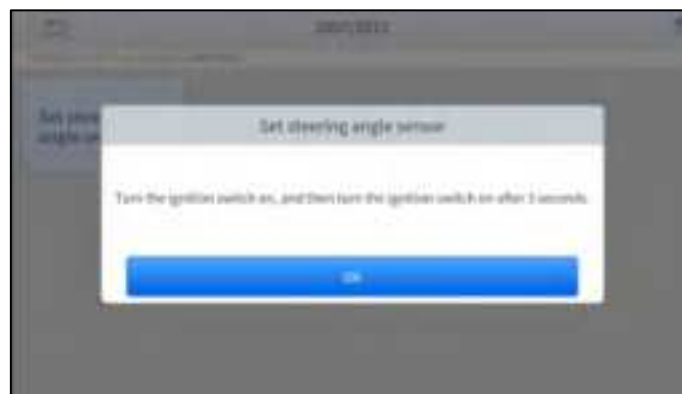 Set steering angle sensor
Turn the ignition switch on, and then turn the ignition switch on after 3 seconds.
OK